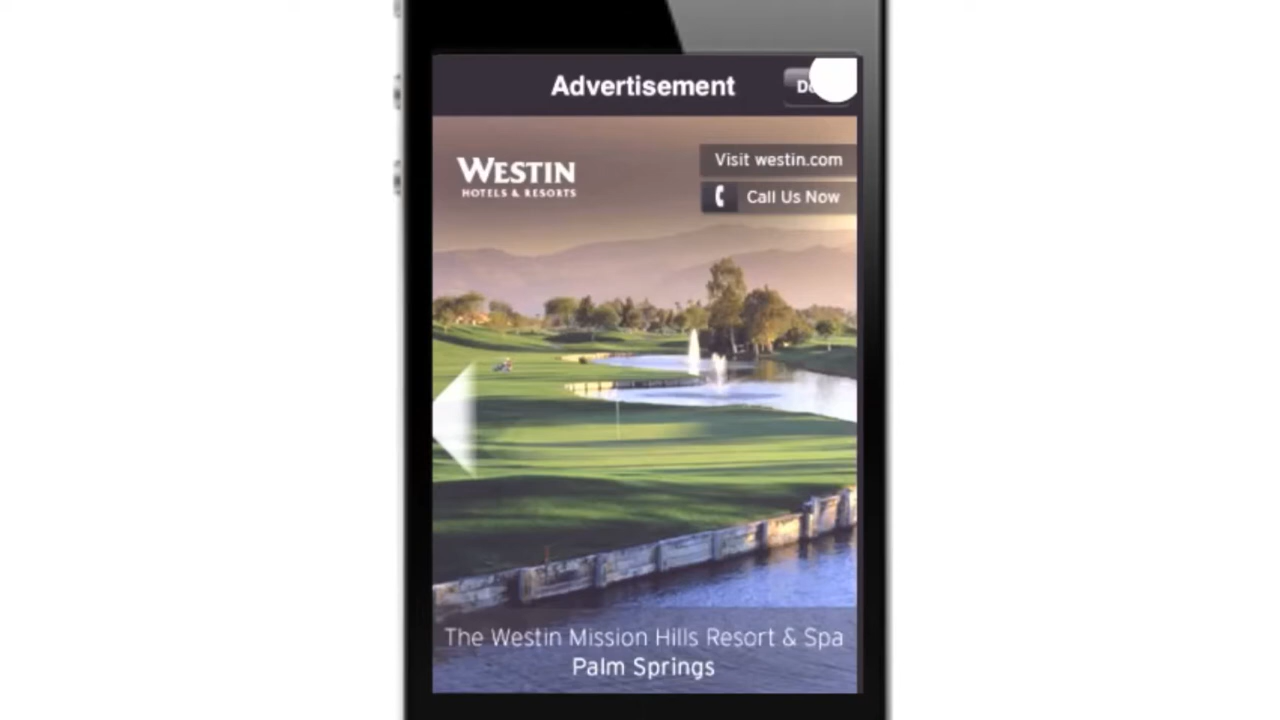 Advertisement
WESTIN
HOTELS & RESORTS
Visit westin.com
Call Us Now
The Westin Mission Hills Resort & Spa
Palm Springs